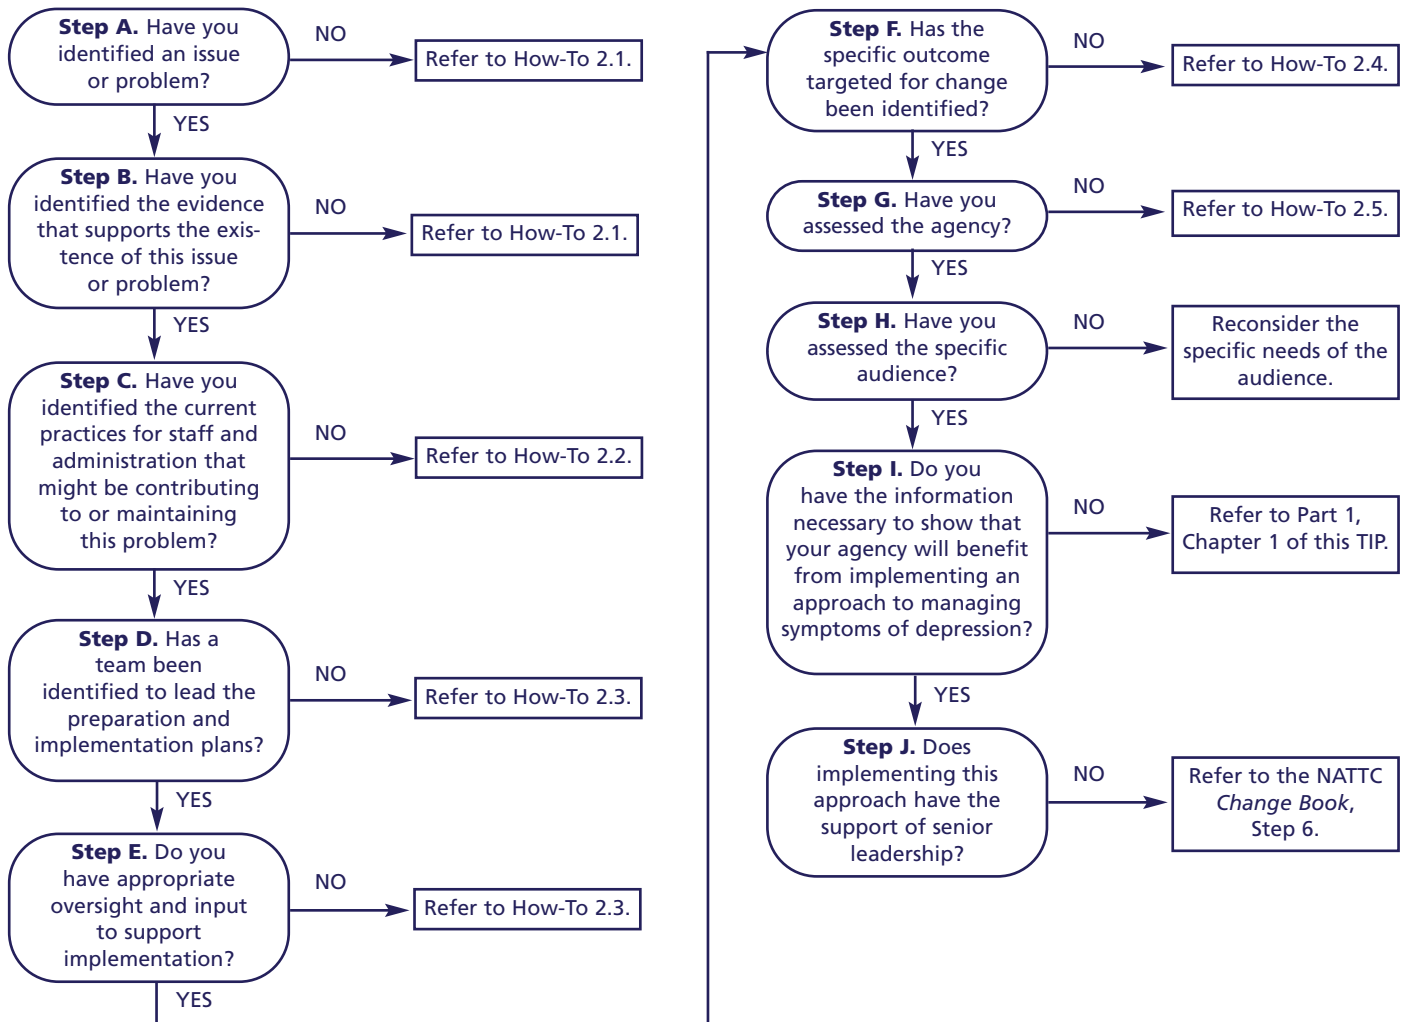 Step A. Have you
identified an issue
or problem?
NO
Refer to How-To 2.1.
YES
Step B. Have you
identified the evidence
that supports the exis-
tence of this issue
or problem?
NO
Refer to How-To 2.1.
YES
Step C. Have you
identified the current
practices for staff and
administration that
might be contributing
to or maintaining
this problem?
NO
Refer to How-To 2.2.
YES
Step D. Has a
team been
identified to lead the
preparation and
implementation plans?
NO
Refer to How-To 2.3.
YES
Step E. Do you
have appropriate
oversight and input
to support
implementation?
NO
Refer to How-To 2.3.
YES
Step F. Has the
specific outcome
targeted for change
been identified?
NO
Refer to How-To 2.4.
YES
Step G. Have you
assessed the agency?
NO
Refer to How-To 2.5.
YES
Step H. Have you
assessed the specific
audience?
NO
Reconsider the
specific needs of the
audience.
YES
Step I. Do you
have the information
necessary to show that
your agency will benefit
from implementing an
approach to managing
symptoms of depression?
NO
Refer to Part 1,
Chapter 1 of this TIP.
YES
Step J. Does
implementing this
approach have the
support of senior
leadership?
NO
Refer to the NATTC
Change Book,
Step 6.